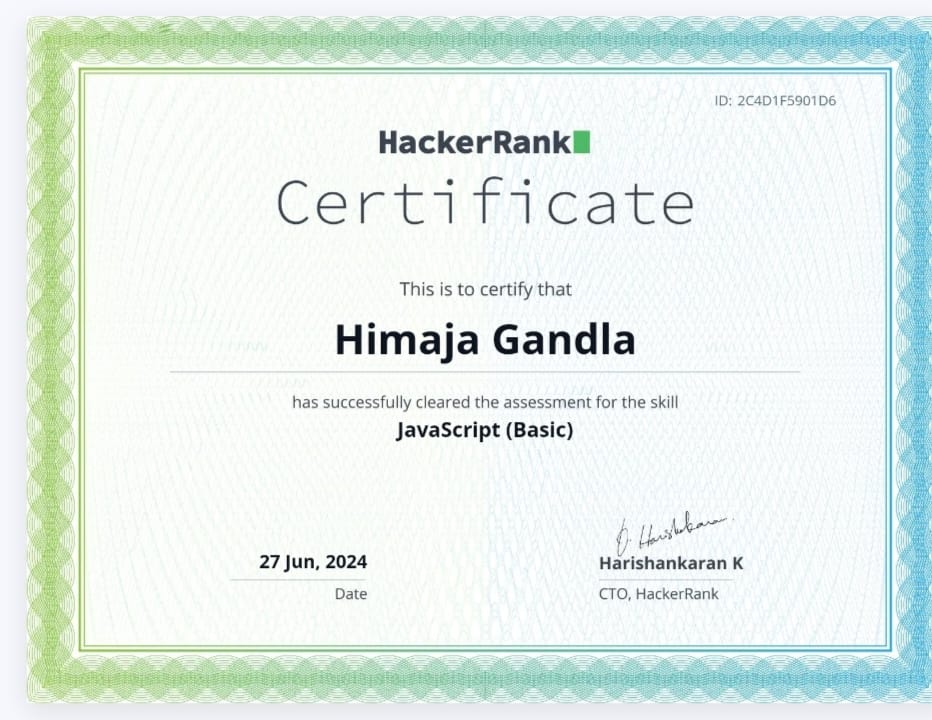 ID: 2C4D1F5901D6
HackerRank
Certificate
This is to certify that
Himaja Gandla
has successfully cleared the assessment for the skill
JavaScript (Basic)
27 Jun, 2024
Date
Harishankaran K
CTO, HackerRank